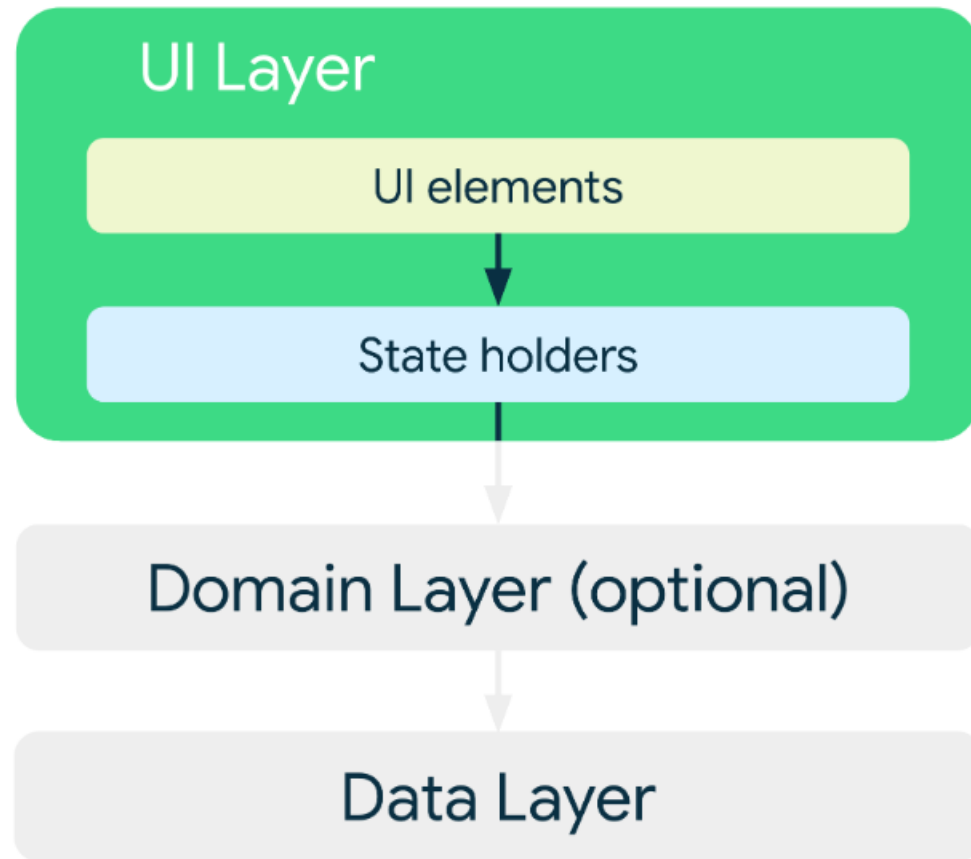 UI Layer
UI elements
State holders
Domain Layer (optional)
Data Layer